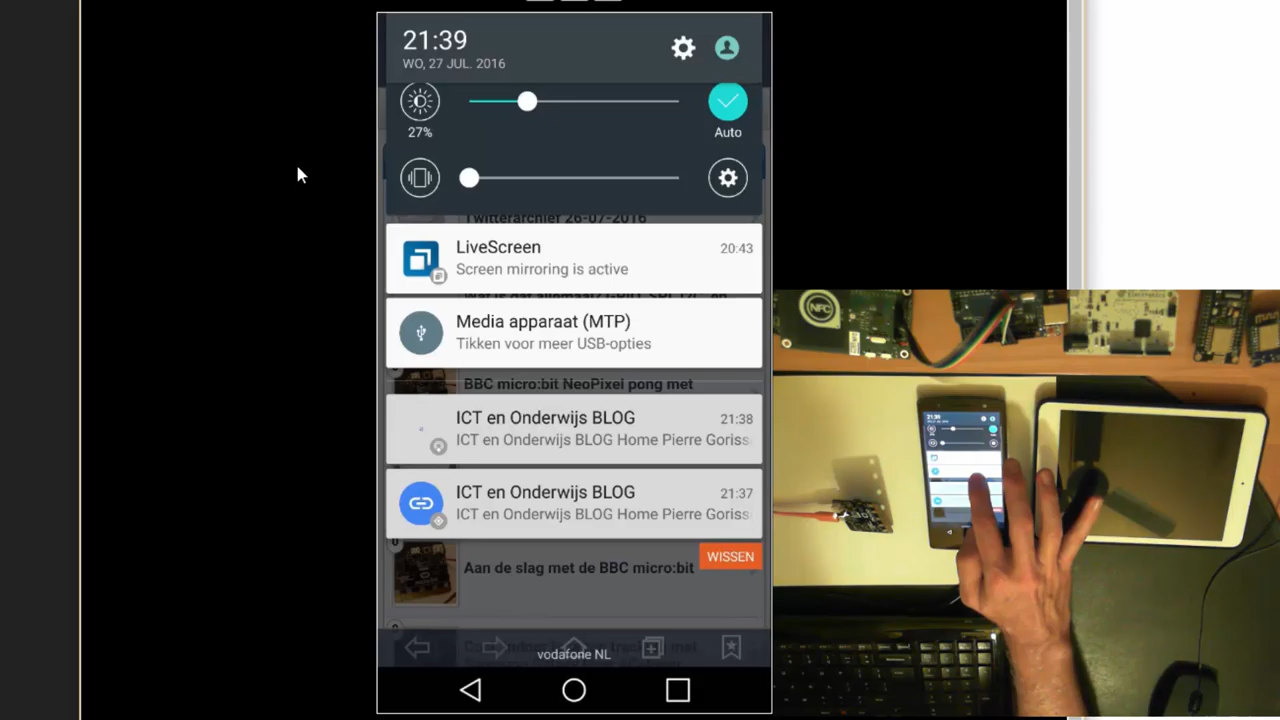 21:39
WO, 27 JUL. 2016
27%
Auto
Twitterarchief 26-07-2016
LiveScreen
20:43
Screen mirroring is active
Media apparaat (MTP)
Tikken voor meer USB-opties
BBC micro:bit NeoPixel pong met
ICT en Onderwijs BLOG
21:38
ICT en Onderwijs BLOG Home Pierre Goriss
ICT en Onderwijs BLOG
21:37
ICT en Onderwijs BLOG Home Pierre Goriss
WISSEN
Aan de slag met de BBC micro:bit
vodafone NL
NFC
21:39